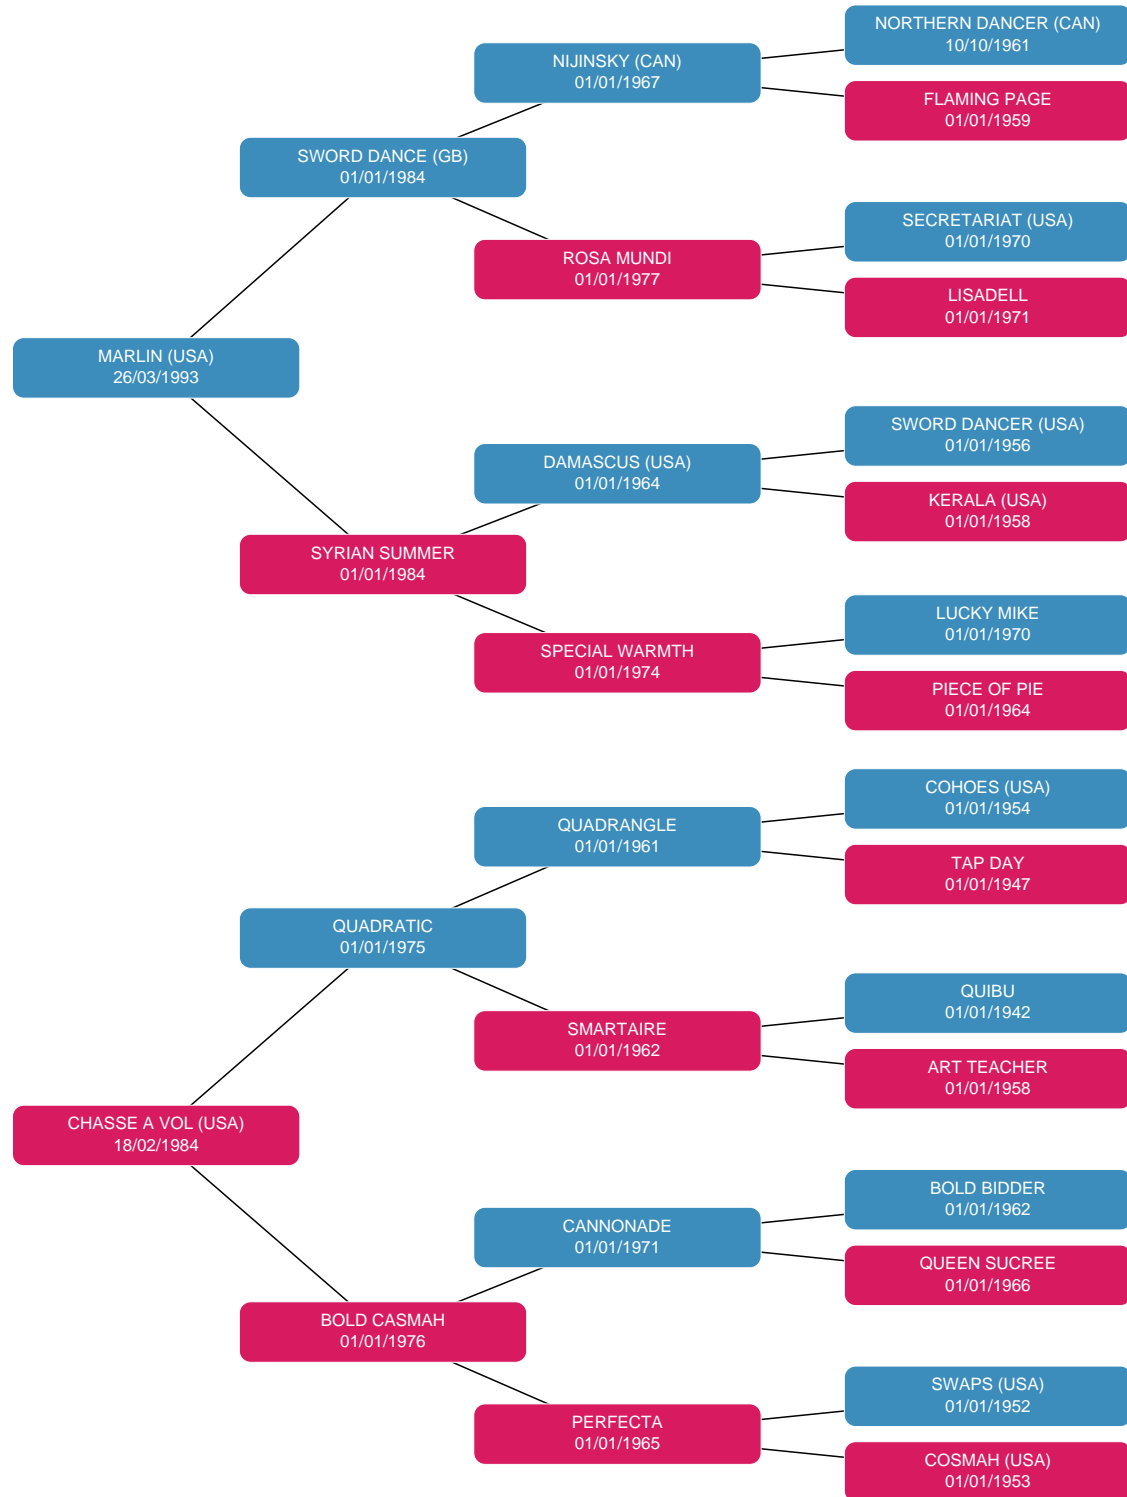 NORTHERN DANCER (CAN)
10/10/1961
NIJINSKY (CAN)
01/01/1967
FLAMING PAGE
01/01/1959
SWORD DANCE (GB)
01/01/1984
SECRETARIAT (USA)
01/01/1970
ROSA MUNDI
01/01/1977
LISADELL
01/01/1971
MARLIN (USA)
26/03/1993
SWORD DANCER (USA)
01/01/1956
DAMASCUS (USA)
01/01/1964
KERALA (USA)
01/01/1958
SYRIAN SUMMER
01/01/1984
LUCKY MIKE
01/01/1970
SPECIAL WARMTH
01/01/1974
PIECE OF PIE
01/01/1964
COHOES (USA)
01/01/1954
QUADRANGLE
01/01/1961
TAP DAY
01/01/1947
QUADRATIC
01/01/1975
QUIBU
01/01/1942
SMARTAIRE
01/01/1962
ART TEACHER
01/01/1958
CHASSE A VOL (USA)
18/02/1984
BOLD BIDDER
01/01/1962
CANNONADE
01/01/1971
QUEEN SUCREE
01/01/1966
BOLD CASMAH
01/01/1976
SWAPS (USA)
01/01/1952
PERFECTA
01/01/1965
COSMAH (USA)
01/01/1953